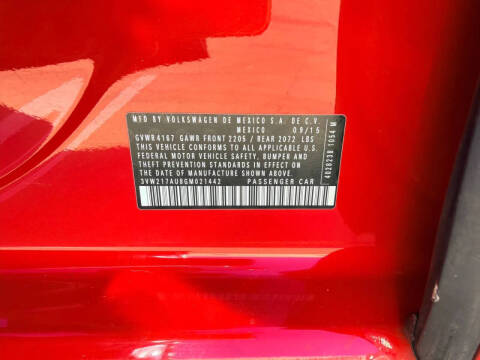 MFD BY VOLKSWAGEN DE MEXICO S.A. DE C.V.
MEXICO 09/15
GVWR 4167 GAWR FRONT 2205 / REAR 2072 LBS
THIS VEHICLE CONFORMS TO ALL APPLICABLE U.S.
FEDERAL MOTOR VEHICLE SAFETY, BUMPER AND
THEFT PREVENTION STANDARDS IN EFFECT ON
THE DATE OF MANUFACTURE SHOWN ABOVE.
3VW217AU8GM021442 PASSENGER CAR
4028230 1054 M